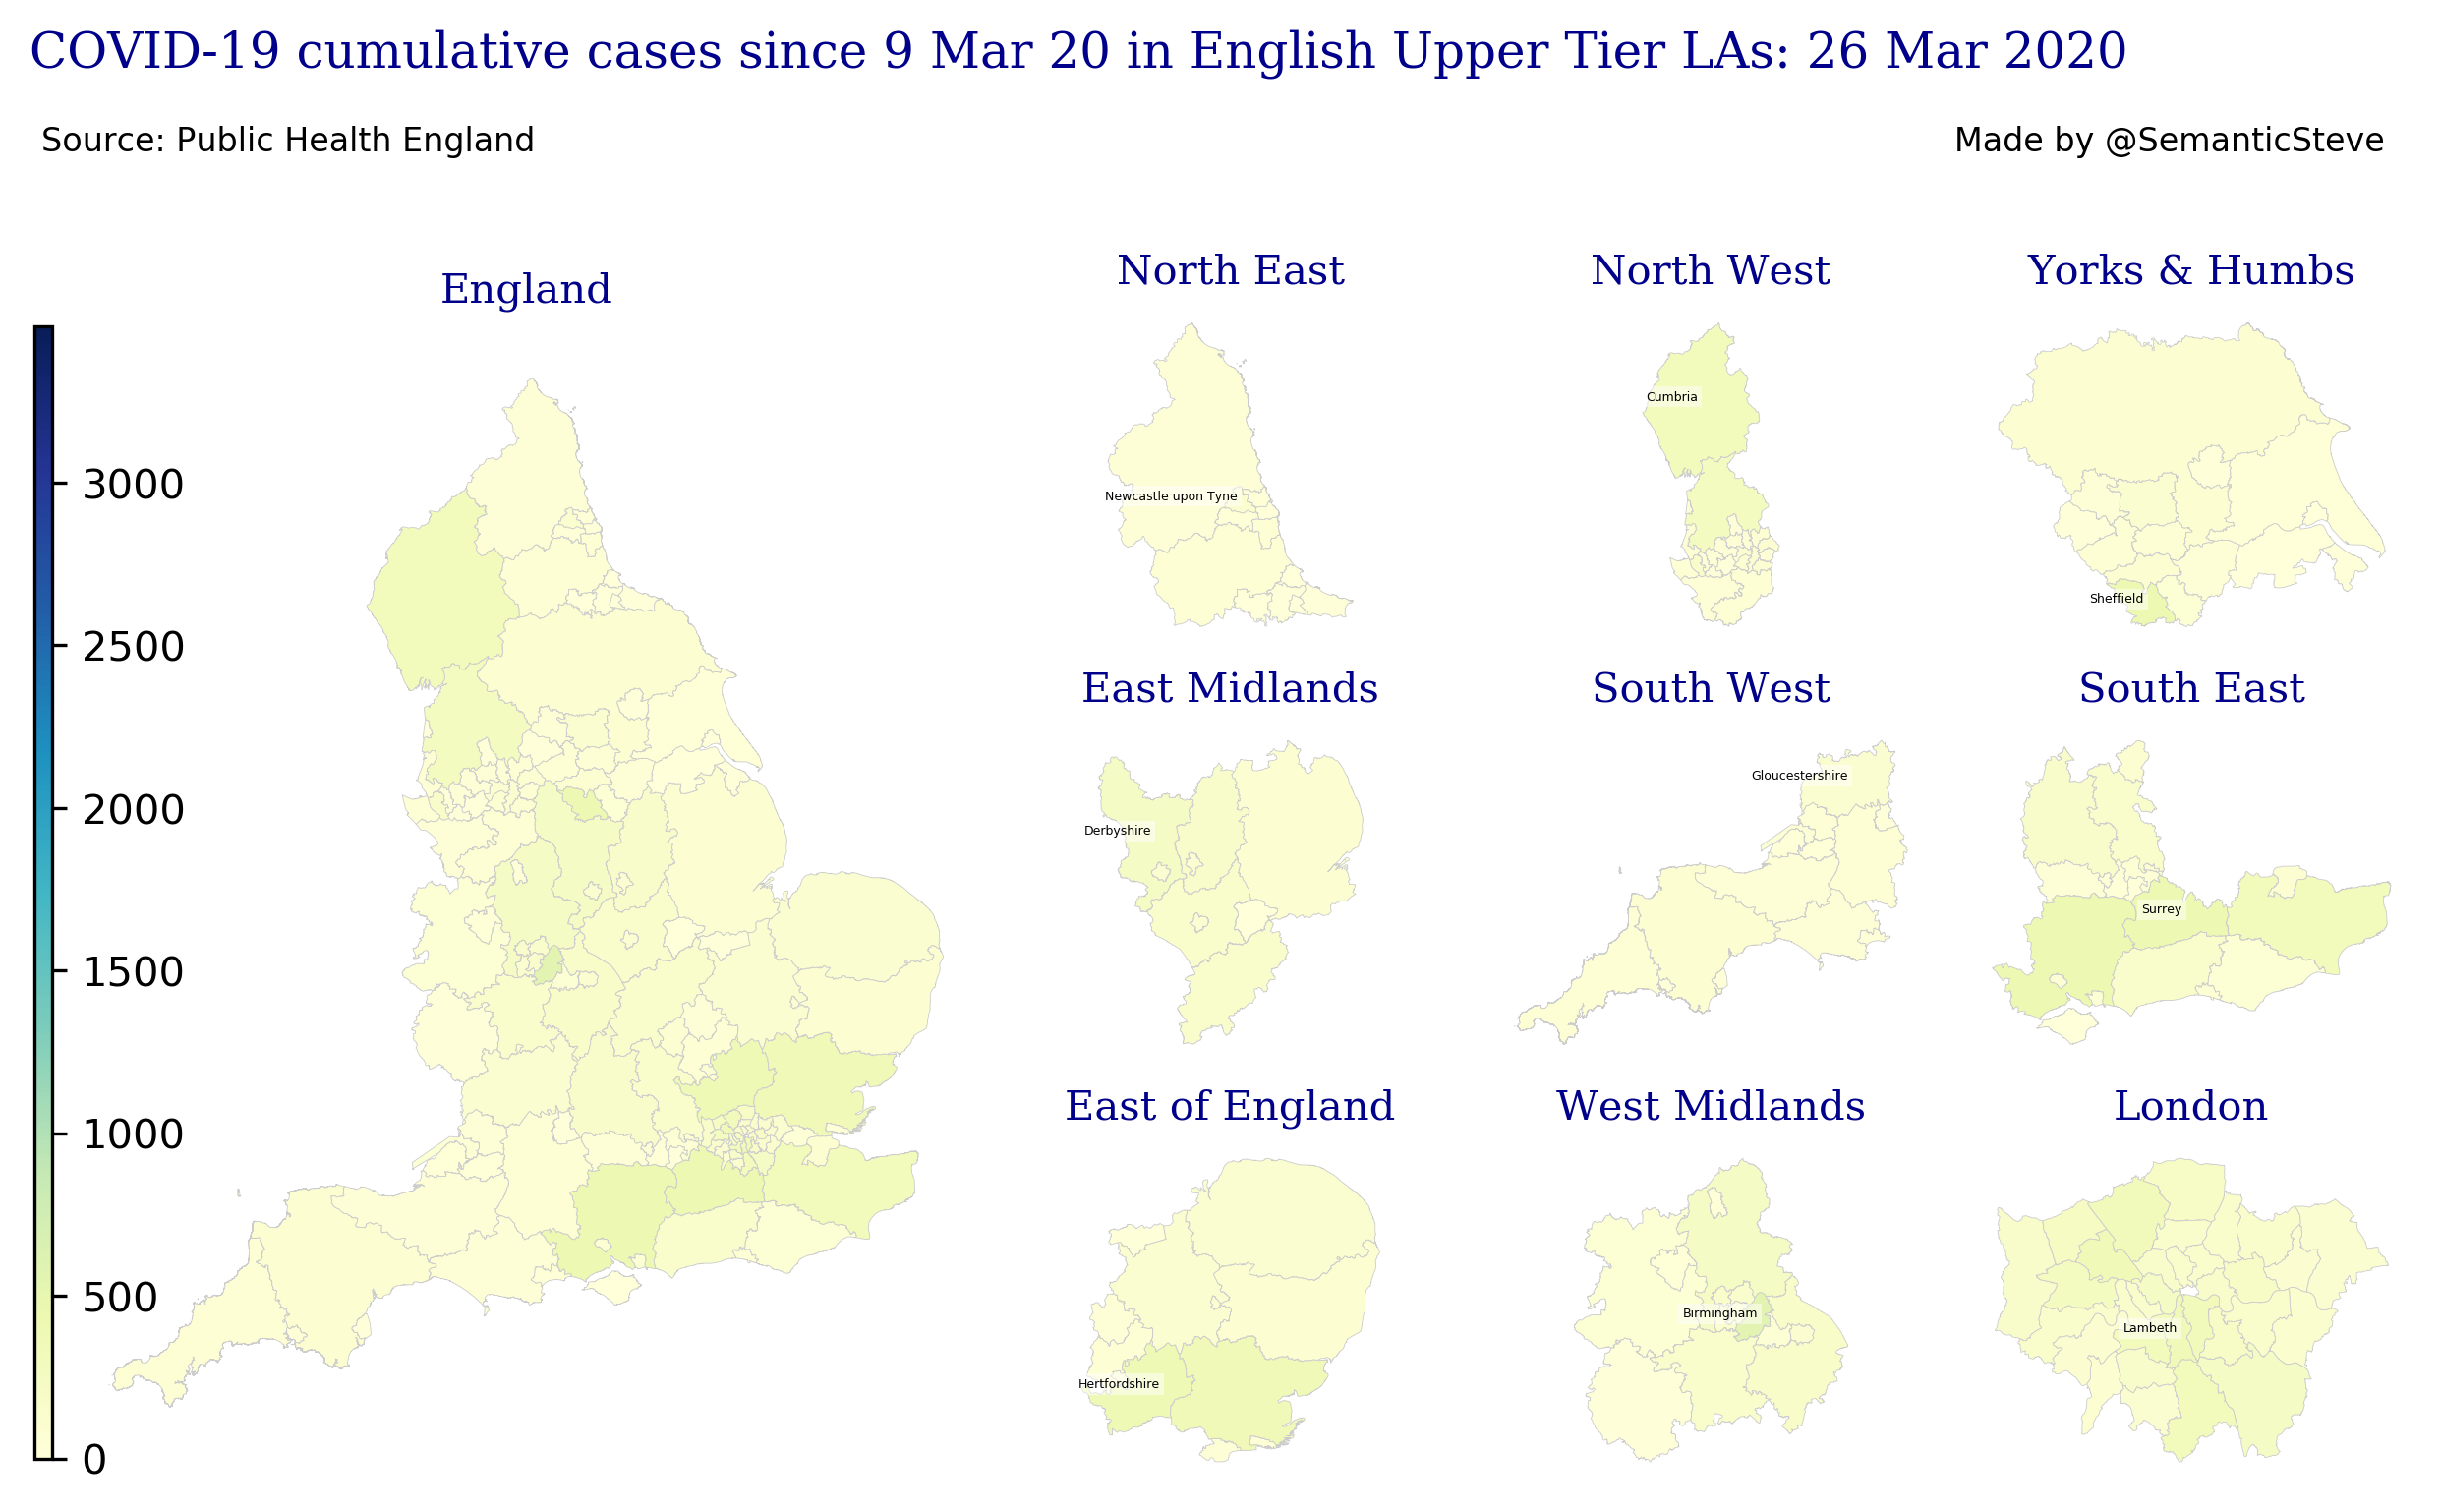 COVID-19 cumulative cases since 9 Mar 20 in English Upper Tier LAs: 26 Mar 2020
Source: Public Health England
Made by @SemanticSteve
England
3000
2500
2000
1500
1000
500
0
North East
Newcastle upon Tyne
North West
Cumbria
Yorks & Humbs
Sheffield
East Midlands
Derbyshire
South West
Gloucestershire
South East
Surrey
East of England
Hertfordshire
West Midlands
Birmingham
London
Lambeth